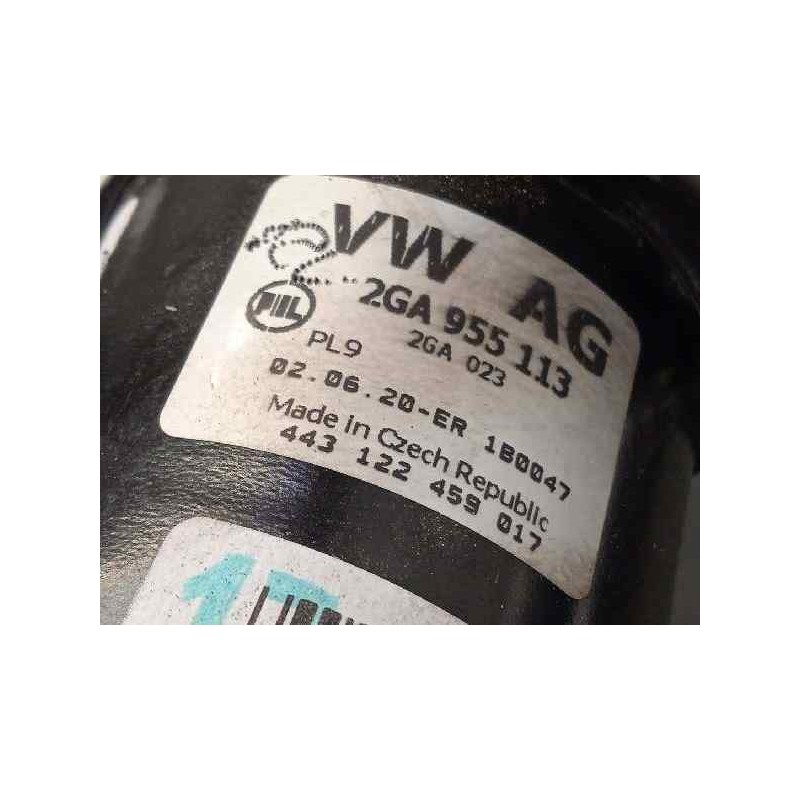 VW AG
2GA 955 113
PAL
2GA 023
PL9
02.06.20-ER 1B0047
Made in Czech Republic
443 122 459 017